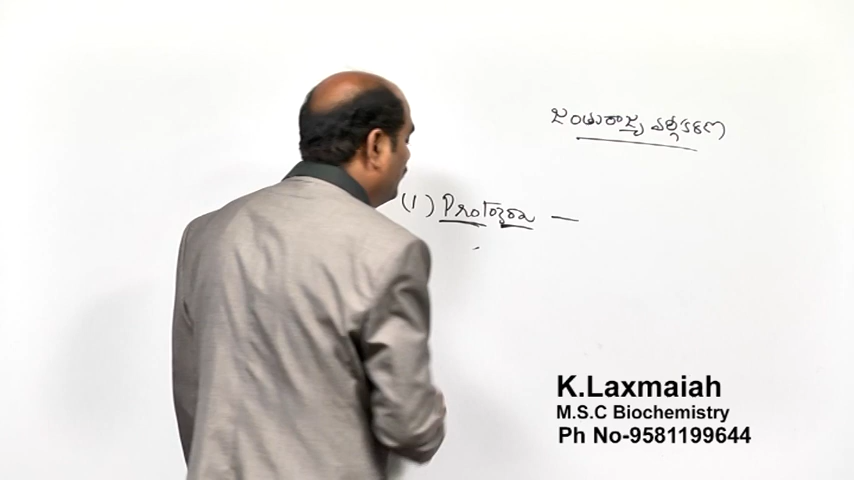 జంతురాజ్య వర్గీకరణ
(1) Protozoa —
K.Laxmaiah
M.S.C Biochemistry
Ph No-9581199644